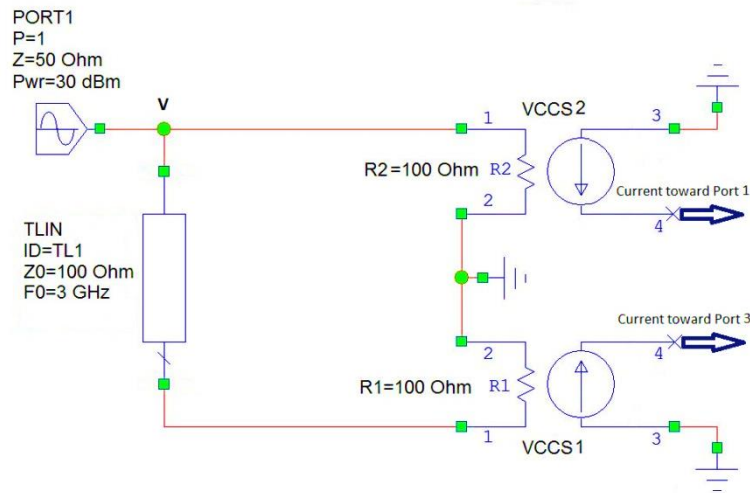 PORT1
P=1
Z=50 Ohm
Pwr=30 dBm
V
1
VCCS2
3
R2=100 Ohm
R2
2
4
Current toward Port 1
TLIN
ID=TL1
Z0=100 Ohm
F0=3 GHz
Current toward Port 3
2
4
R1=100 Ohm
R1
1
3
VCCS1